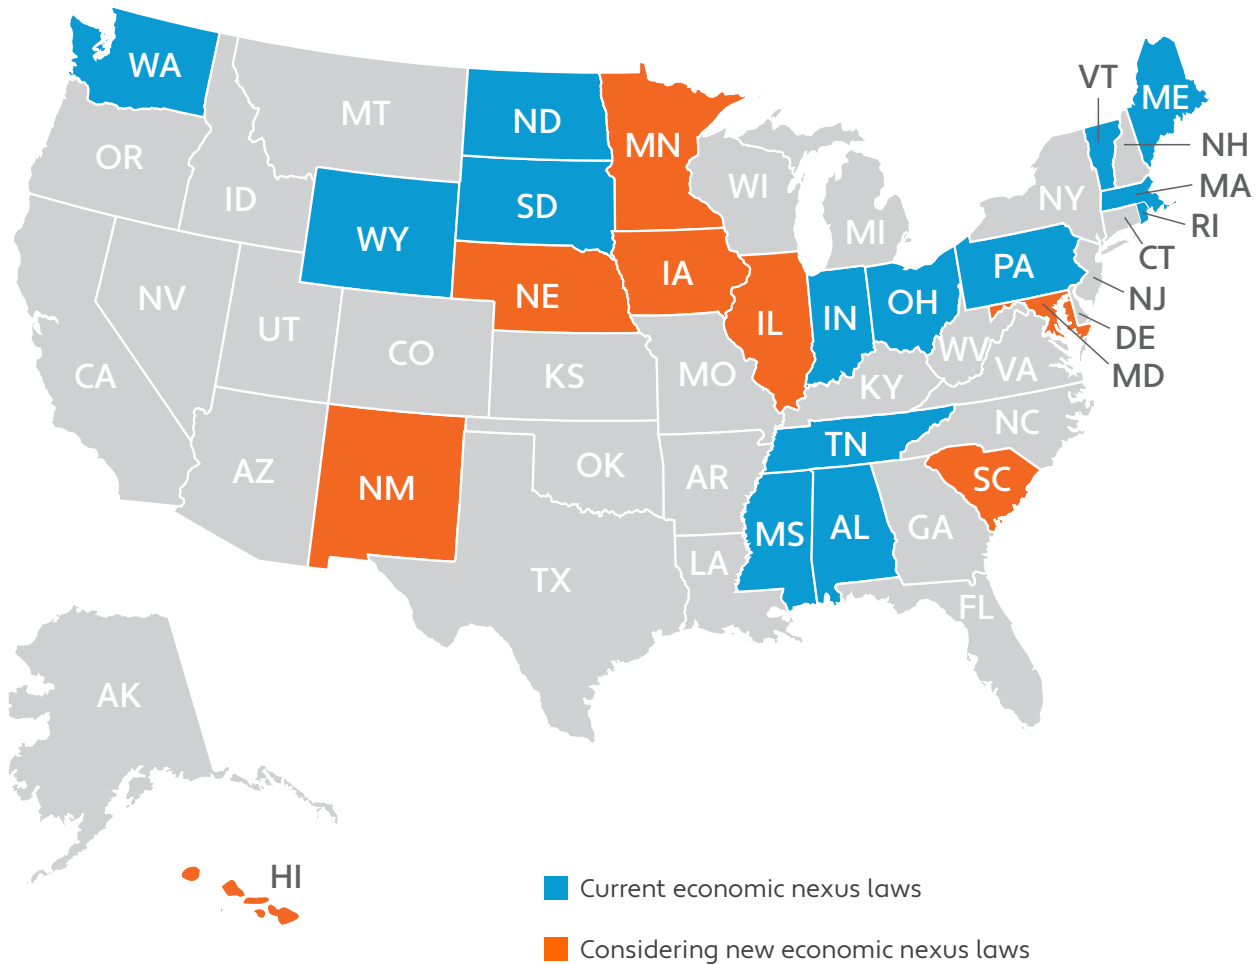 WA
MT
ND
MN
VT
ME
OR
ID
SD
WI
NY
NH
MA
WY
MI
RI
CT
NV
NE
IA
PA
NJ
UT
CO
IL
IN
OH
DE
CA
KS
MO
WV
VA
MD
KY
AZ
NM
OK
AR
TN
NC
SC
TX
LA
MS
AL
GA
FL
AK
HI
Current economic nexus laws
Considering new economic nexus laws